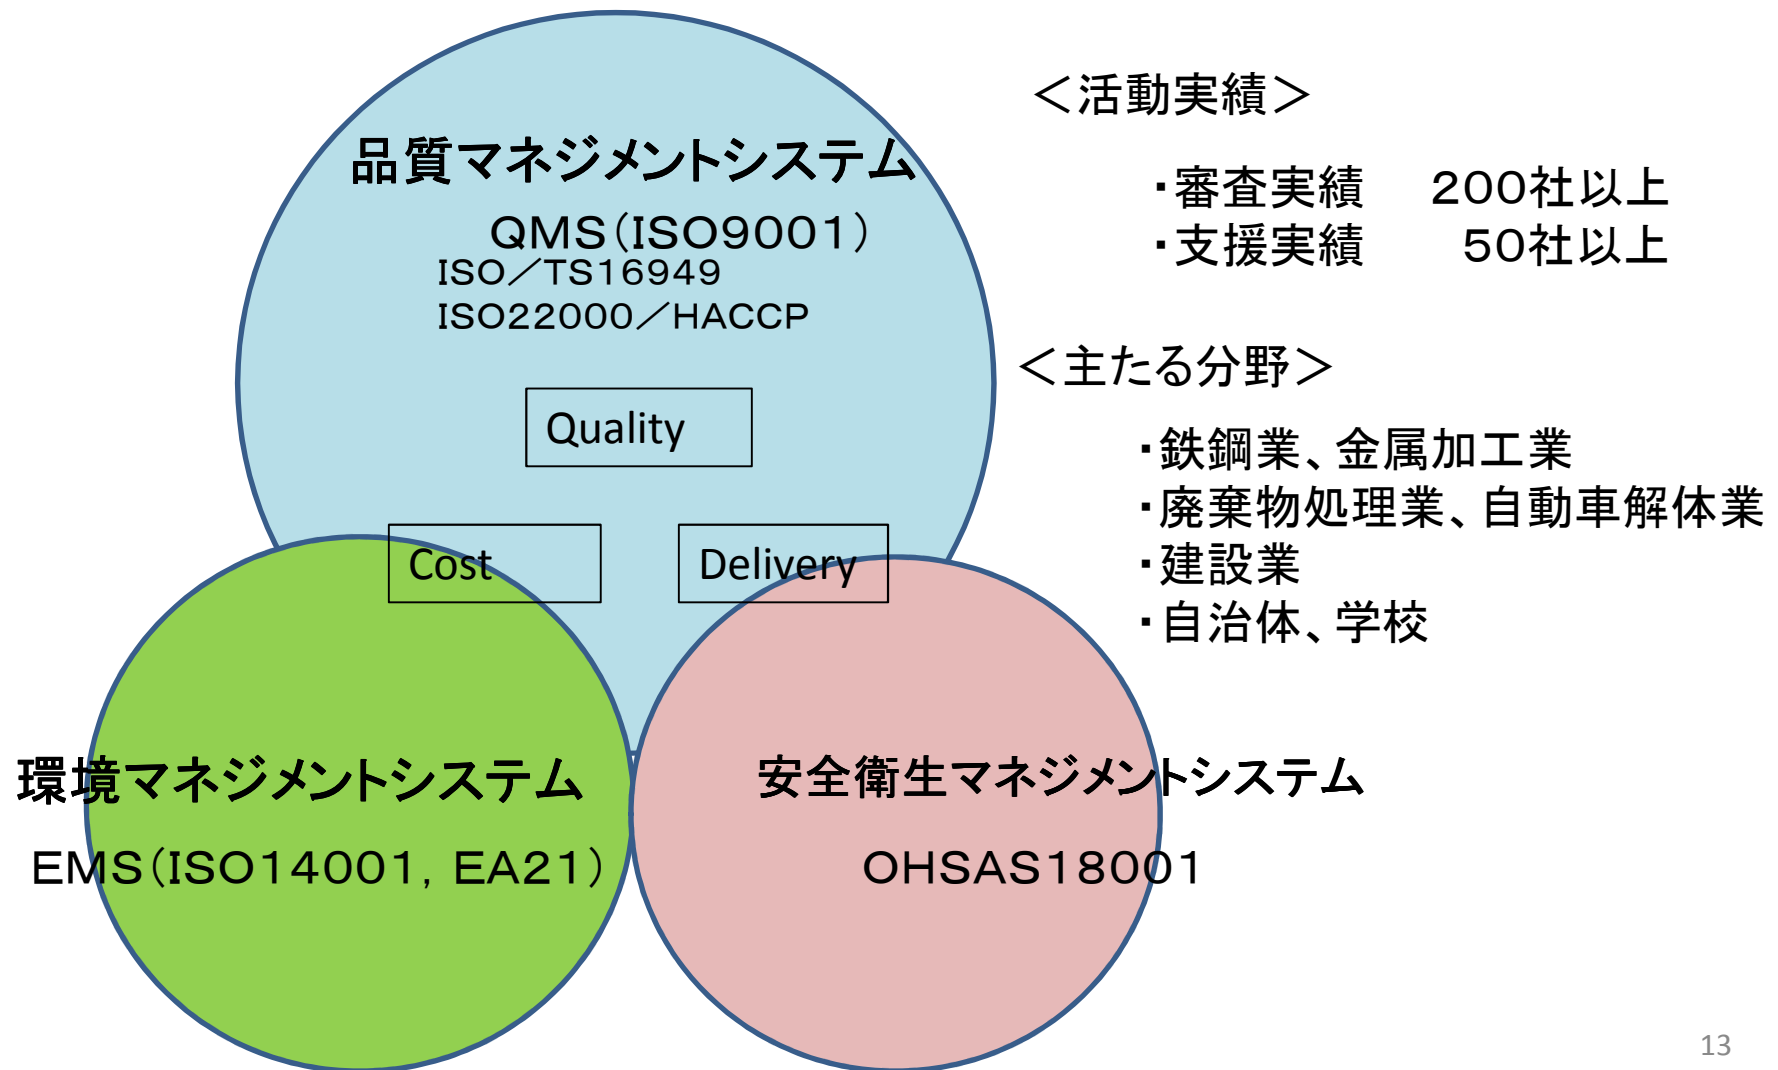 品質マネジメントシステム
QMS(ISO9001)
ISO／TS16949
ISO22000／HACCP
Quality
Cost
Delivery
環境マネジメントシステム
EMS(ISO14001, EA21)
安全衛生マネジメントシステム
OHSAS18001
＜活動実績＞
・審査実績　200社以上
・支援実績　50社以上
＜主たる分野＞
・鉄鋼業、金属加工業
・廃棄物処理業、自動車解体業
・建設業
・自治体、学校
13